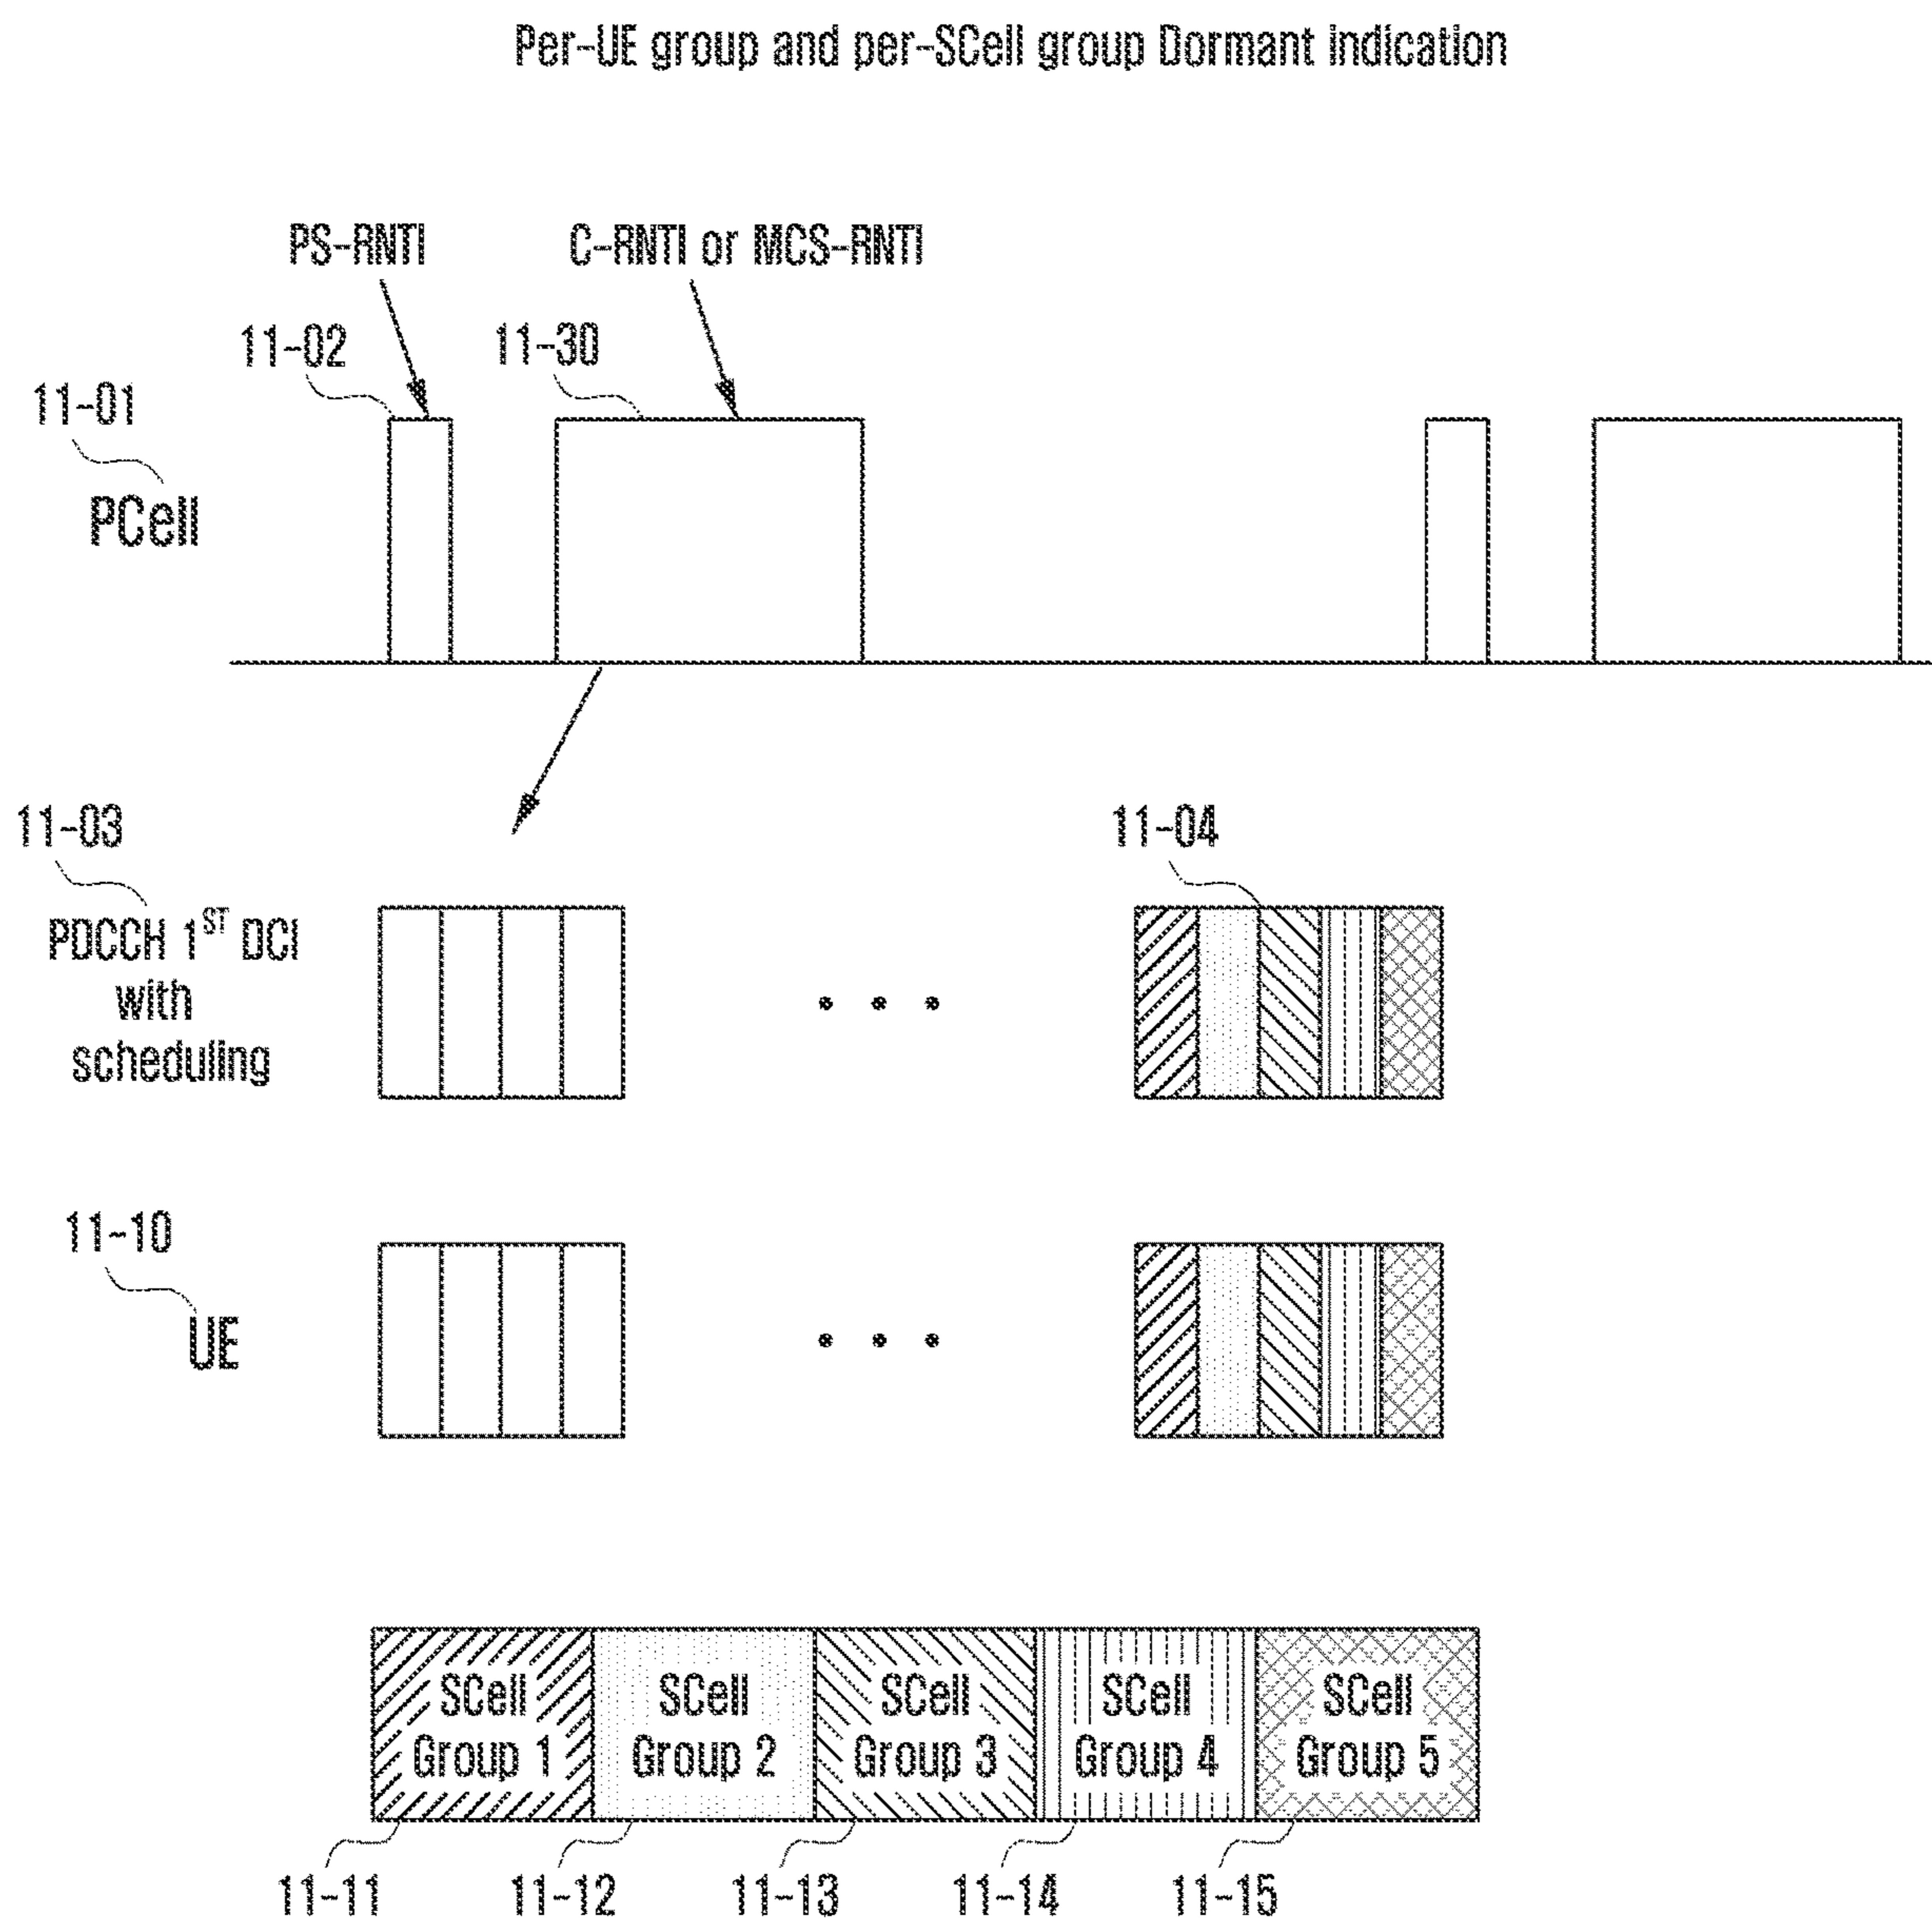 Per-UE group and per-SCell group Dormant indication
PS-RNTI
C-RNTI or MCS-RNTI
11-02
11-30
11-01
PCell
11-03
11-04
PDCCH 1ST DCI
with
scheduling
11-10
UE
SCell
Group 1
SCell
Group 2
SCell
Group 3
SCell
Group 4
SCell
Group 5
11-11
11-12
11-13
11-14
11-15